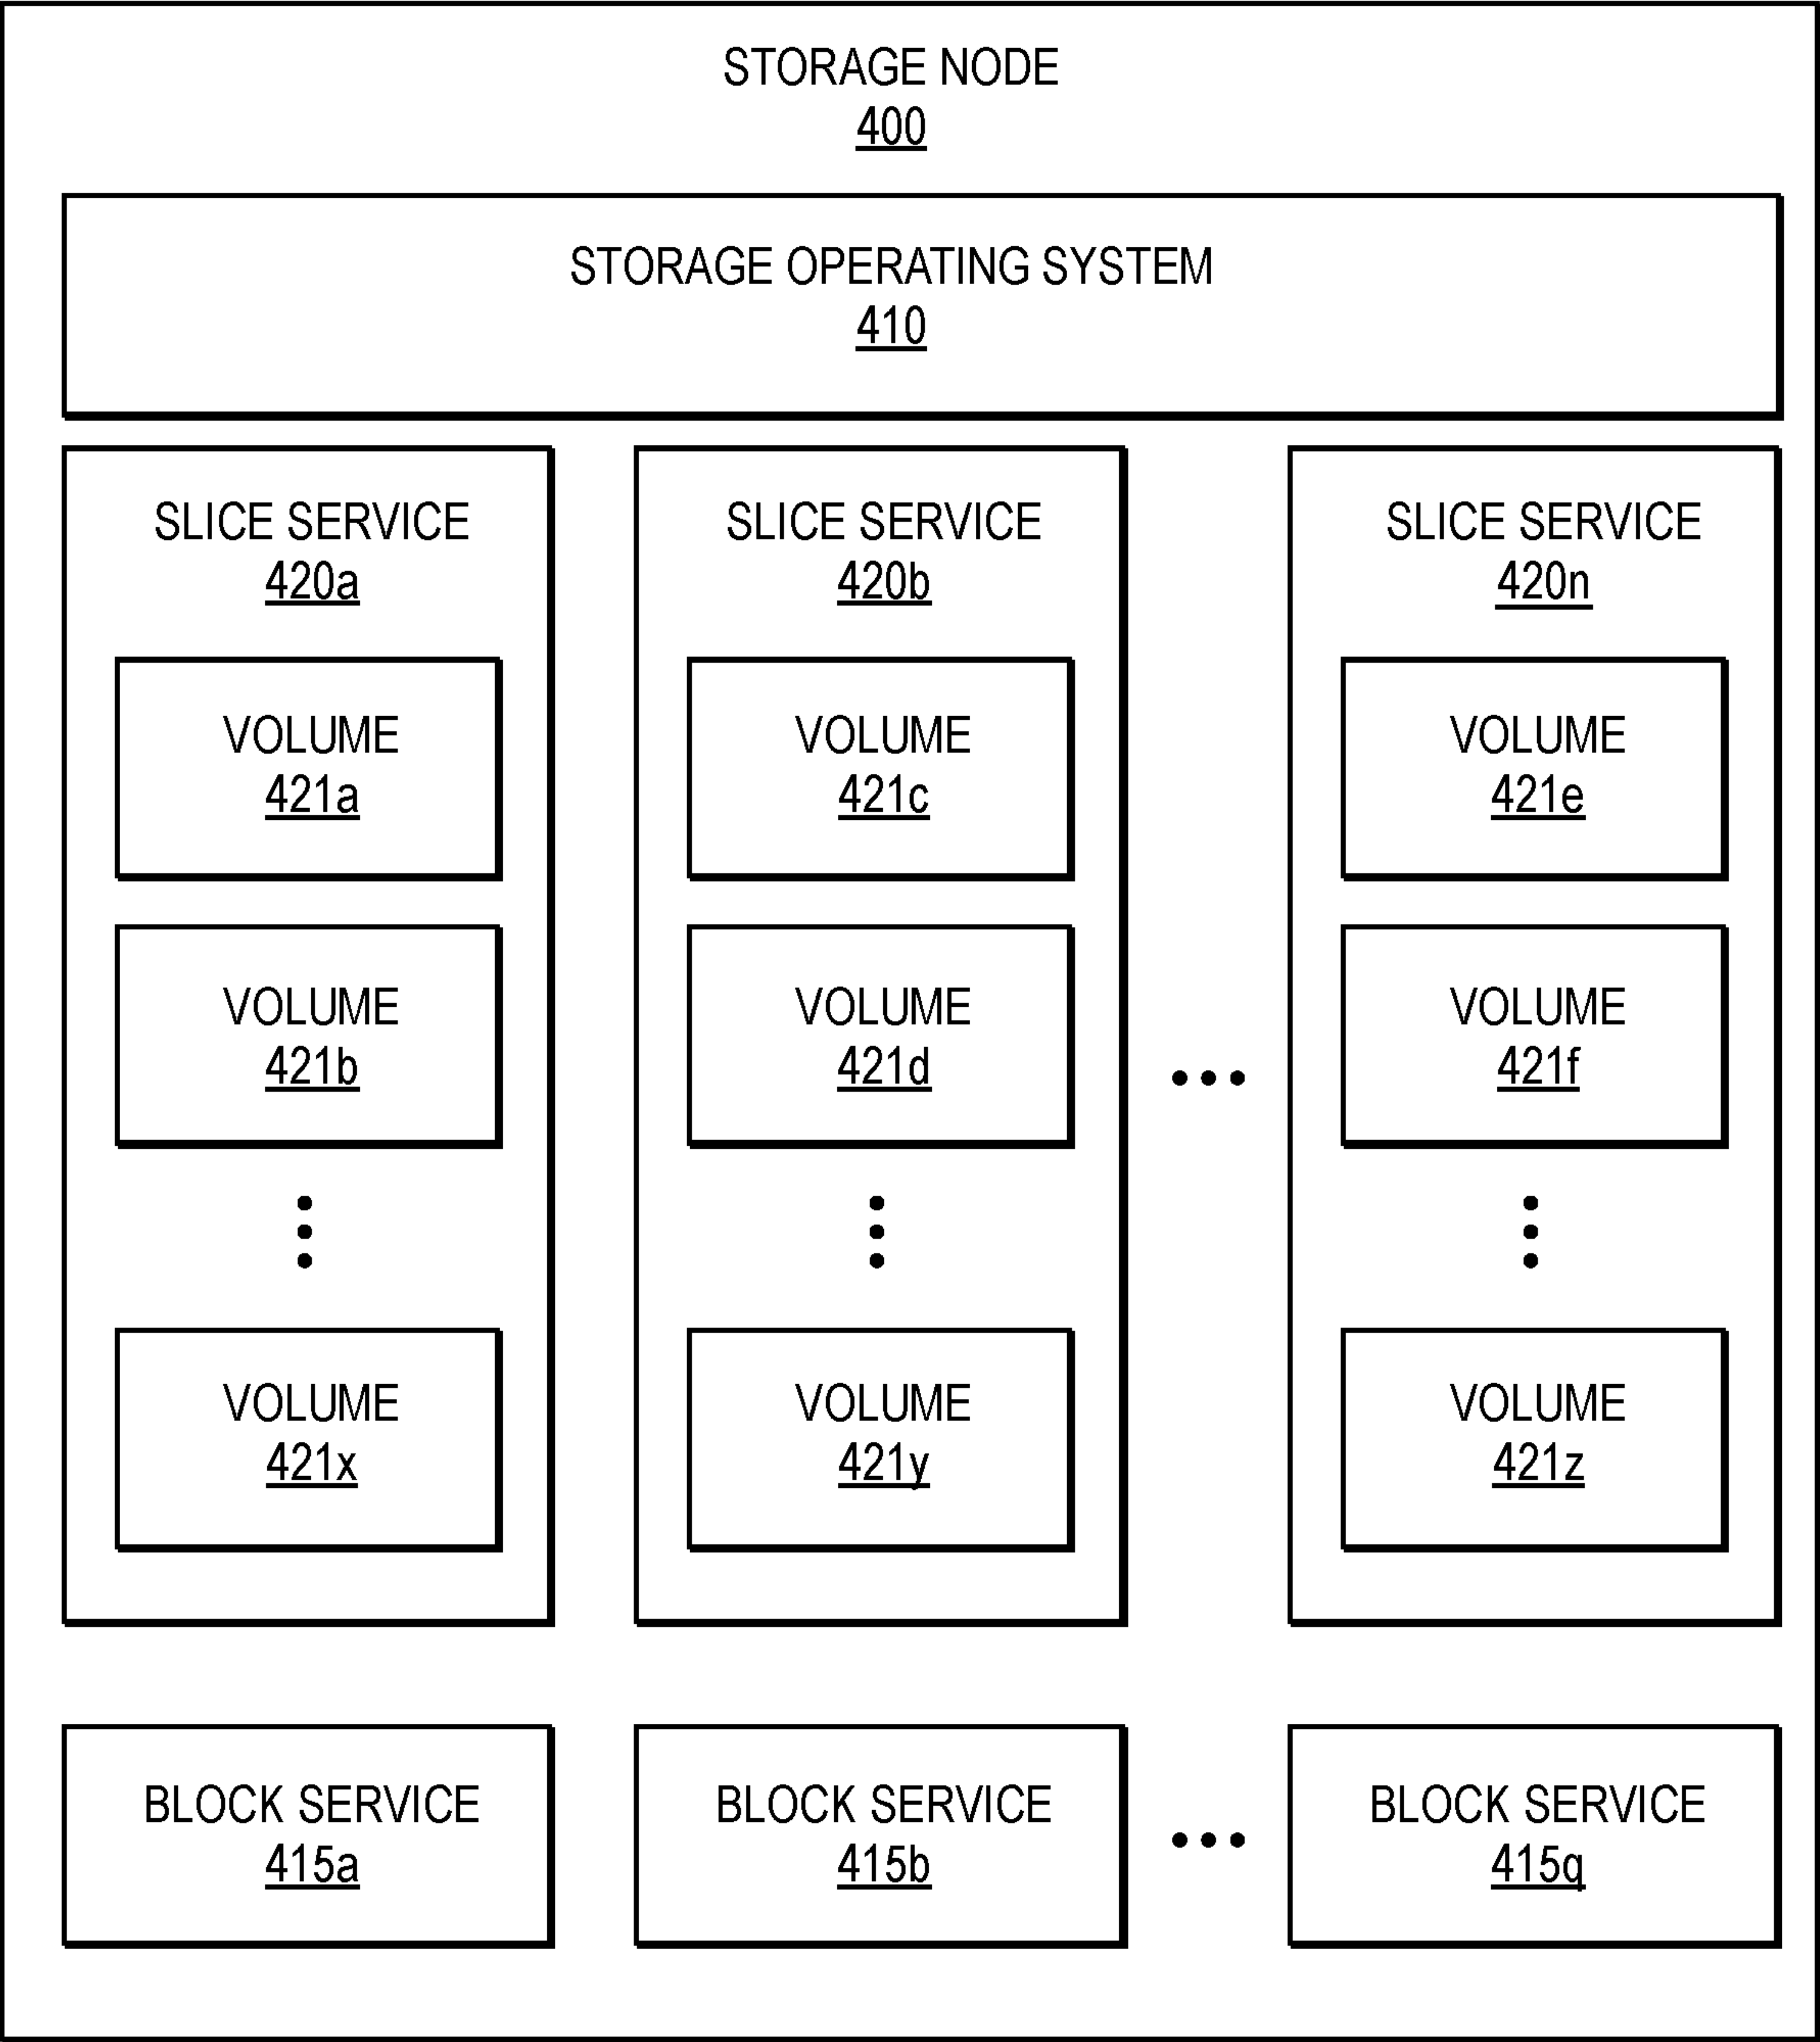 STORAGE NODE
400
STORAGE OPERATING SYSTEM
410
SLICE SERVICE
420a
VOLUME
421a
VOLUME
421b
VOLUME
421x
SLICE SERVICE
420b
VOLUME
421c
VOLUME
421d
VOLUME
421y
SLICE SERVICE
420n
VOLUME
421e
VOLUME
421f
VOLUME
421z
BLOCK SERVICE
415a
BLOCK SERVICE
415b
BLOCK SERVICE
415q